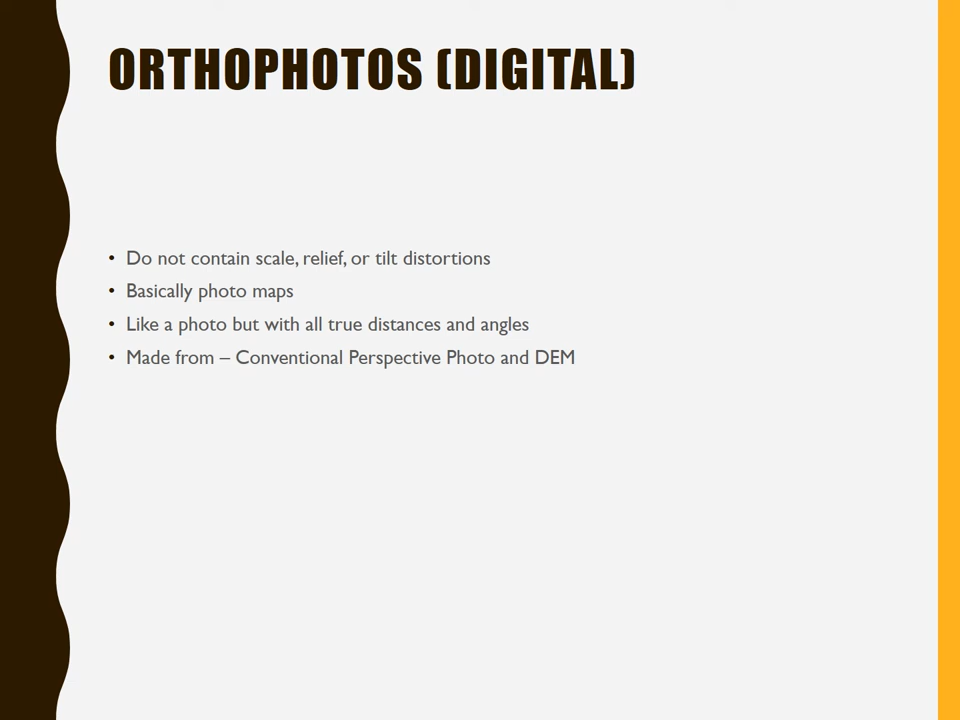 ORTHOPHOTOS (DIGITAL)
• Do not contain scale, relief, or tilt distortions
• Basically photo maps
• Like a photo but with all true distances and angles
• Made from – Conventional Perspective Photo and DEM